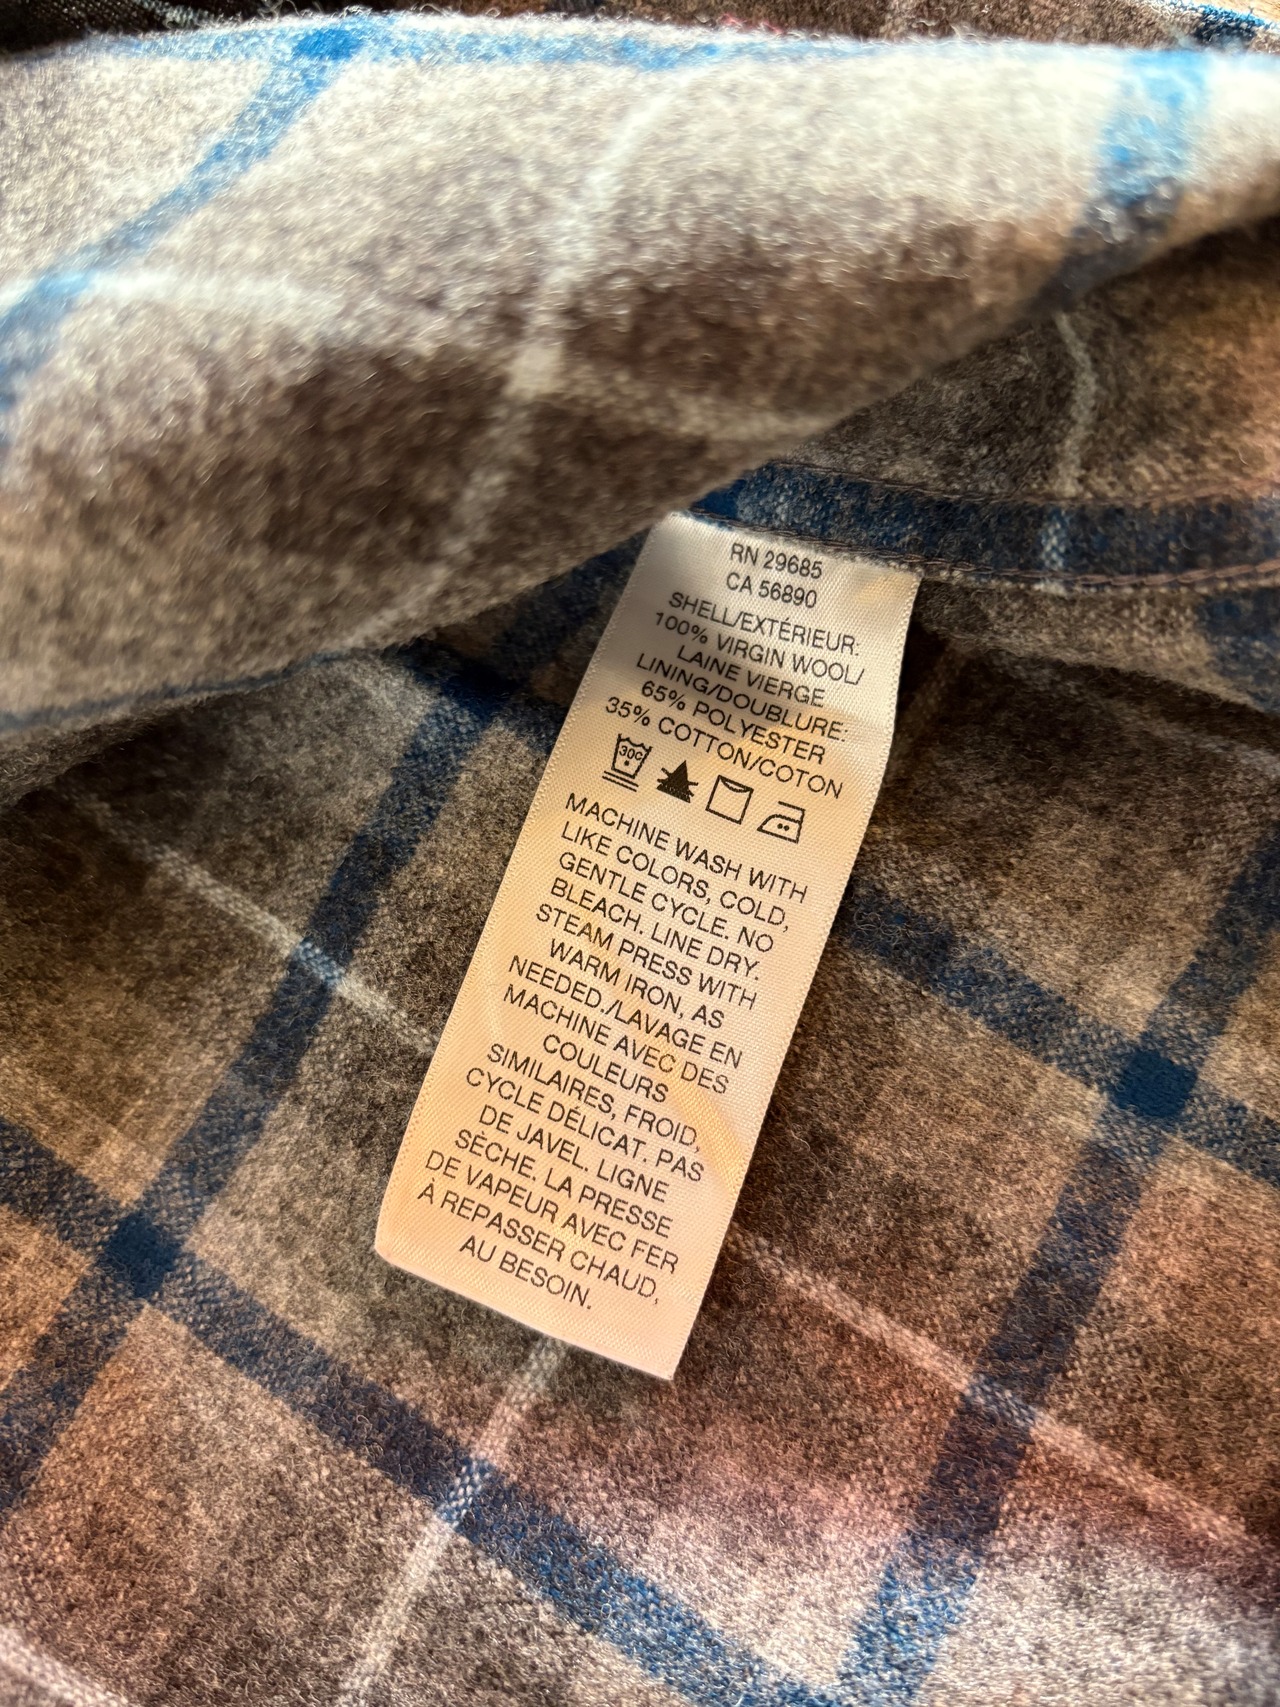 RN 29685
CA 56890
SHELL/EXTÉRIEUR:
100% VIRGIN WOOL/
LAINE VIERGE
LINING/DOUBLURE:
65% POLYESTER
35% COTTON/COTON
30C
MACHINE WASH WITH
LIKE COLORS, COLD,
GENTLE CYCLE. NO
BLEACH. LINE DRY.
STEAM PRESS WITH
WARM IRON, AS
NEEDED./LAVAGE EN
MACHINE AVEC DES
COULEURS
SIMILAIRES, FROID,
CYCLE DÉLICAT. PAS
DE JAVEL. LIGNE
SÈCHE. LA PRESSE
DE VAPEUR AVEC FER
À REPASSER CHAUD,
AU BESOIN.